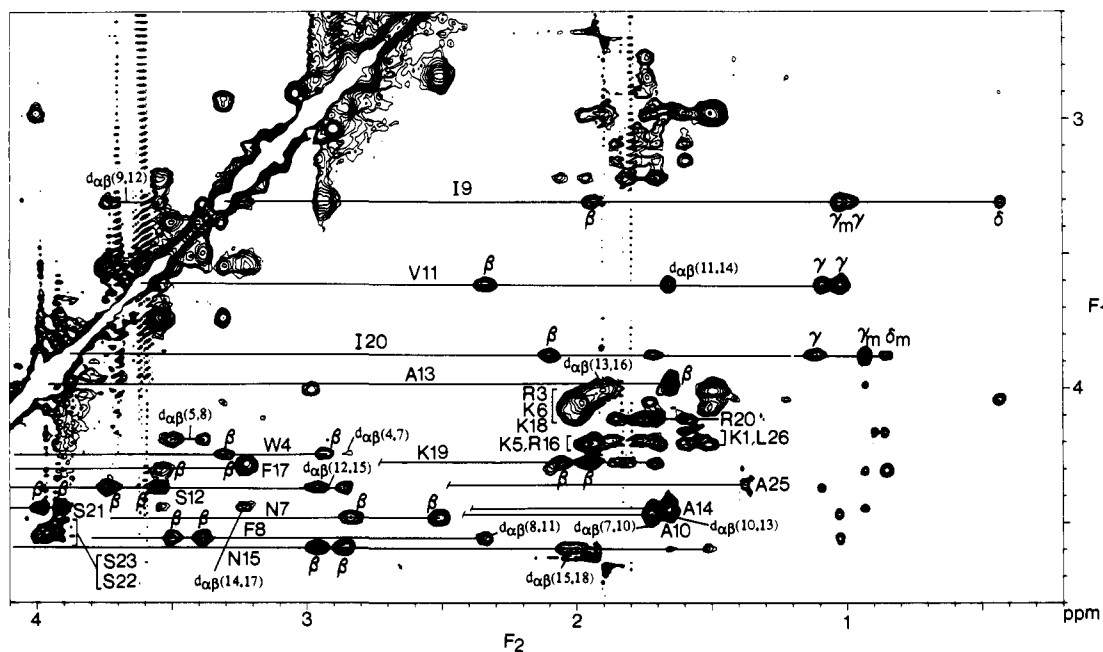 3
dαβ(9,12)
I9
β
γm γ
δ
V11
β
dαβ(11,14)
γ γ
F1
I20
β
γ
γm δm
dαβ(13,16)
A13
β
R3
K6
K18
4
R20
dαβ(5,8)
β
β
dαβ(4,7)
W4
K5,R16
K1,L26
K19
F17
β
β
dαβ(12,15)
β
β
β
β
S12
A25
β
β
S21
β
β
N7
A14
F8
dαβ(8,11)
dαβ(7,10)
A10
dαβ(10,13)
S23
S22
N15
β
β
dαβ(14,17)
dαβ(15,18)
4
3
2
1
ppm
F2